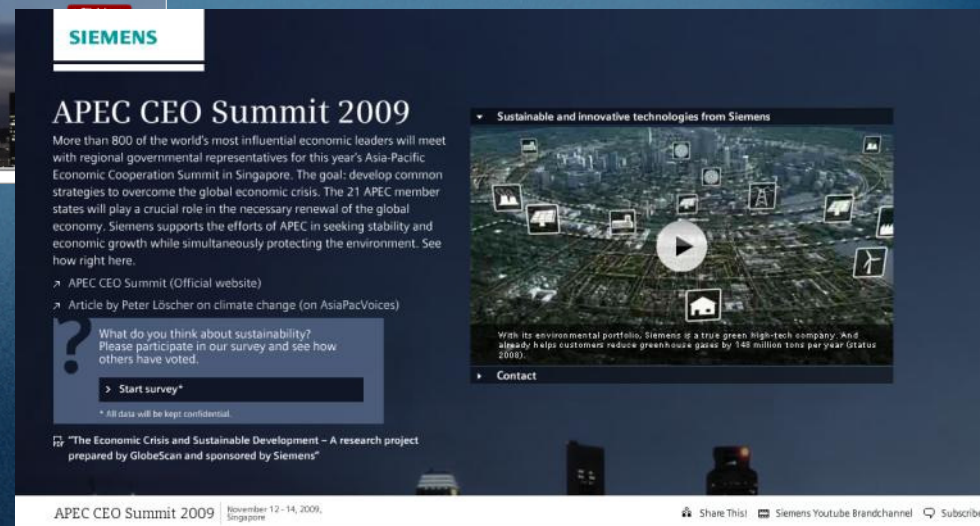 SIEMENS
APEC CEO Summit 2009
More than 800 of the world's most influential economic leaders will meet
with regional governmental representatives for this year's Asia-Pacific
Economic Cooperation Summit in Singapore. The goal: develop common
strategies to overcome the global economic crisis. The 21 APEC member
states will play a crucial role in the necessary renewal of the global
economy. Siemens supports the efforts of APEC in seeking stability and
economic growth while simultaneously protecting the environment. See
how right here.
APEC CEO Summit (Official website)
Article by Peter Löscher on climate change (on AsiaPacVoices)
?
What do you think about sustainability?
Please participate in our survey and see how
others have voted.
> Start survey*
* All data will be kept confidential.
PDF "The Economic Crisis and Sustainable Development – A research project
prepared by GlobeScan and sponsored by Siemens"
Sustainable and innovative technologies from Siemens
With its environmental portfolio, Siemens is a true green high-tech company. And
already helps customers reduce greenhouse gases by 148 million tons per year (status
2008).
Contact
APEC CEO Summit 2009
November 12-14, 2009,
Singapore
Share This!
Siemens Youtube Brandchannel
Subscribe